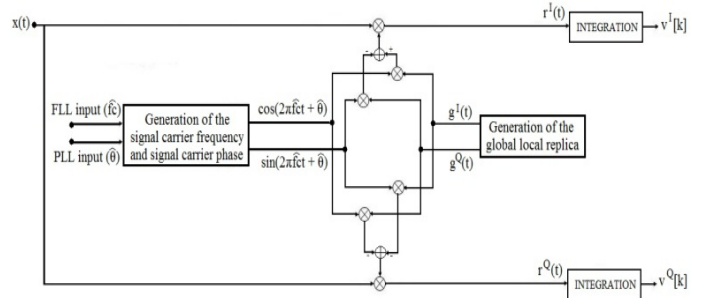 x(t)
r^I(t)
INTEGRATION
v^I[k]
FLL input (f̂c)
PLL input (θ̂)
Generation of the
signal carrier frequency
and signal carrier phase
cos(2πf̂ct + θ̂)
sin(2πf̂ct + θ̂)
g^I(t)
g^Q(t)
Generation of the
global local replica
r^Q(t)
INTEGRATION
v^Q[k]